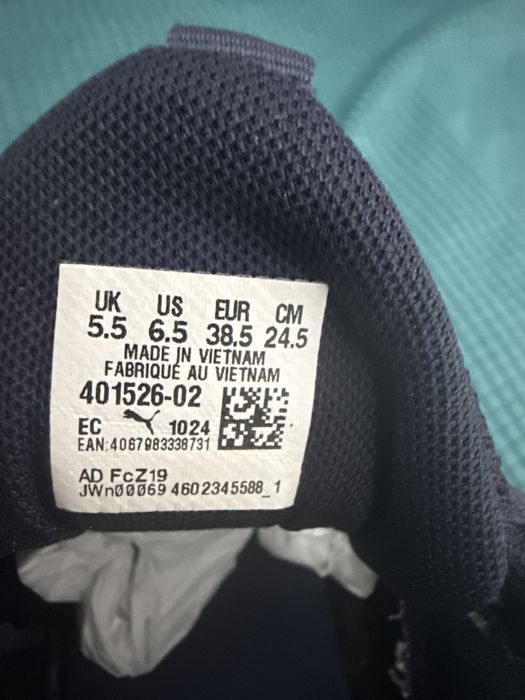 UK US EUR CM
5.5 6.5 38.5 24.5
MADE IN VIETNAM
FABRIQUÉ AU VIETNAM
401526-02
EC 1024
EAN:4067983338731
AD FcZ19
JWn00069 4602345588_1